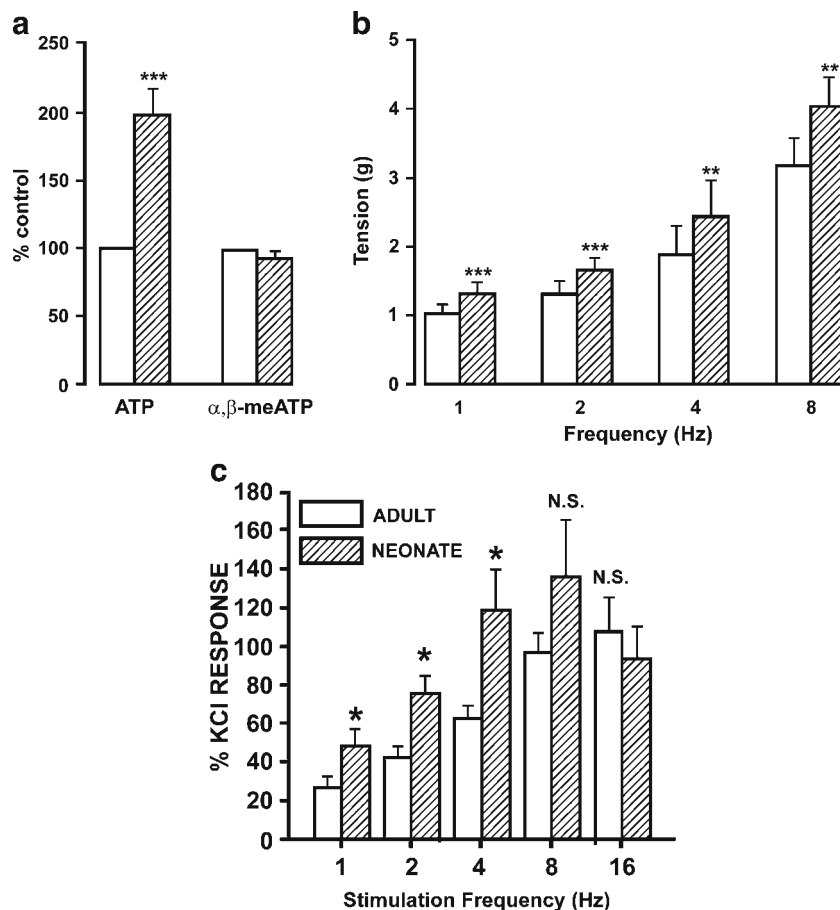 a
250
200
150
100
50
0
% control
***
ATP
α,β-meATP
b
5
4
3
2
1
0
Tension (g)
***
***
**
**
1
2
4
8
Frequency (Hz)
c
180
160
140
120
100
80
60
40
20
0
% KCl RESPONSE
ADULT
NEONATE
*
*
*
N.S.
N.S.
1
2
4
8
16
Stimulation Frequency (Hz)